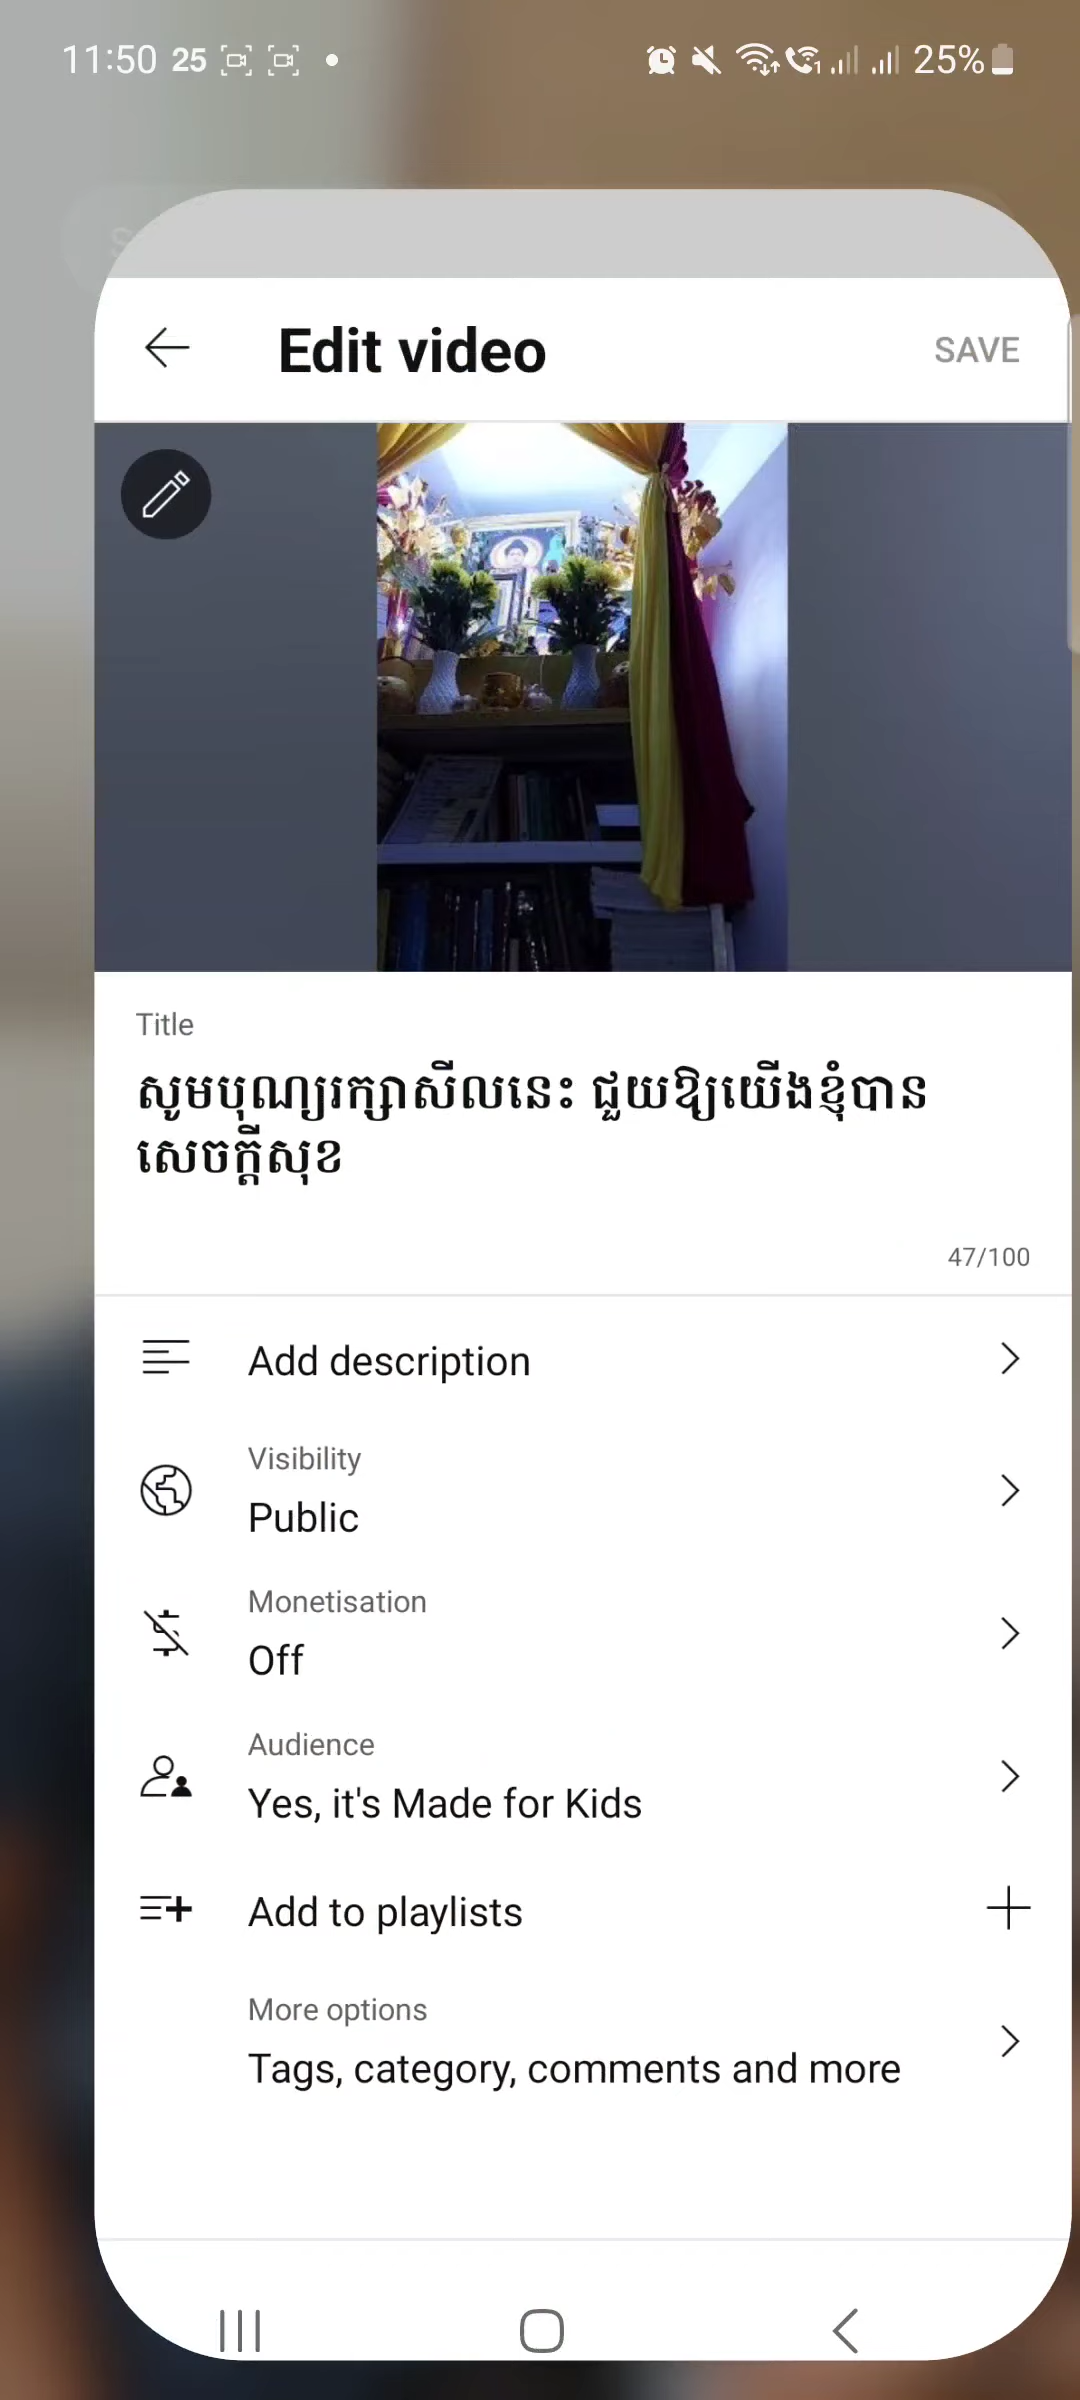 11:50 25 25%
Edit video SAVE
Title
សូមបុណ្យរក្សាសីលនេះ ជួយឱ្យយើងខ្ញុំបាន
សេចក្ដីសុខ
47/100
Add description
Visibility
Public
Monetisation
Off
Audience
Yes, it's Made for Kids
Add to playlists
More options
Tags, category, comments and more